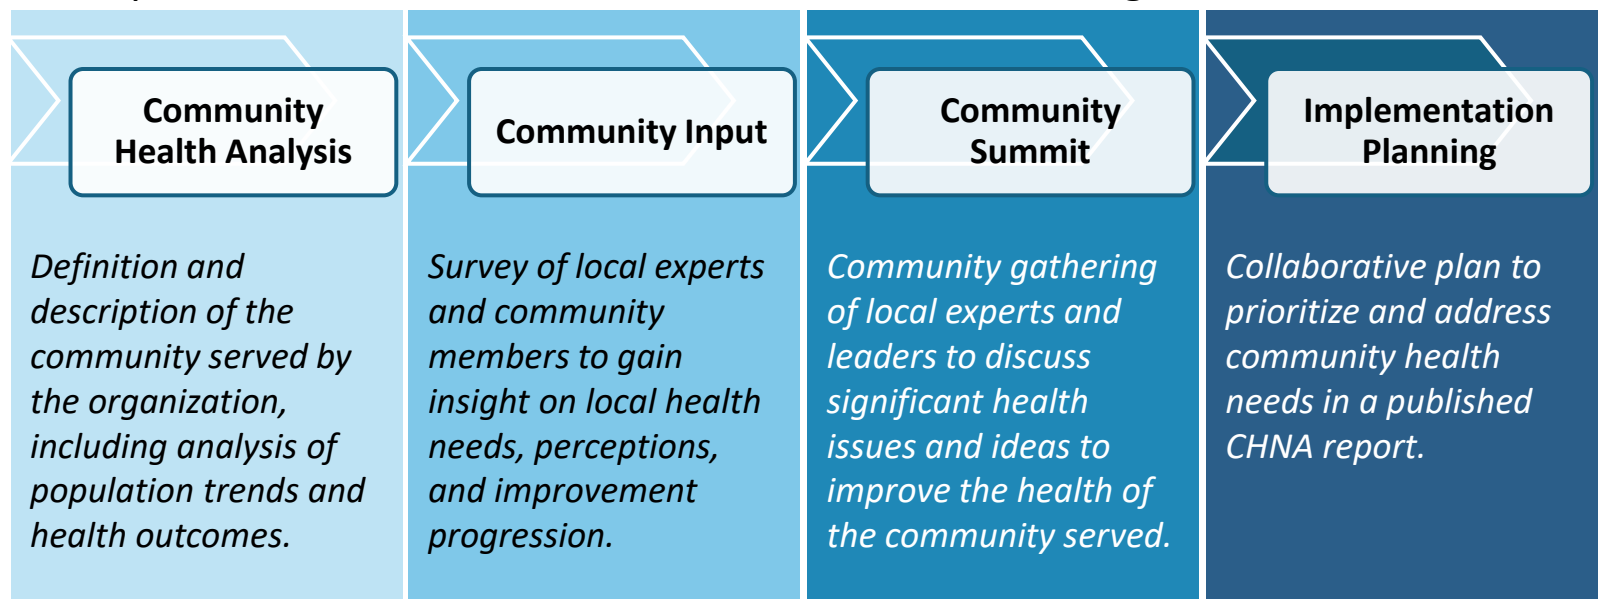 Community
Health Analysis
Definition and
description of the
community served by
the organization,
including analysis of
population trends and
health outcomes.
Community Input
Survey of local experts
and community
members to gain
insight on local health
needs, perceptions,
and improvement
progression.
Community
Summit
Community gathering
of local experts and
leaders to discuss
significant health
issues and ideas to
improve the health of
the community served.
Implementation
Planning
Collaborative plan to
prioritize and address
community health
needs in a published
CHNA report.